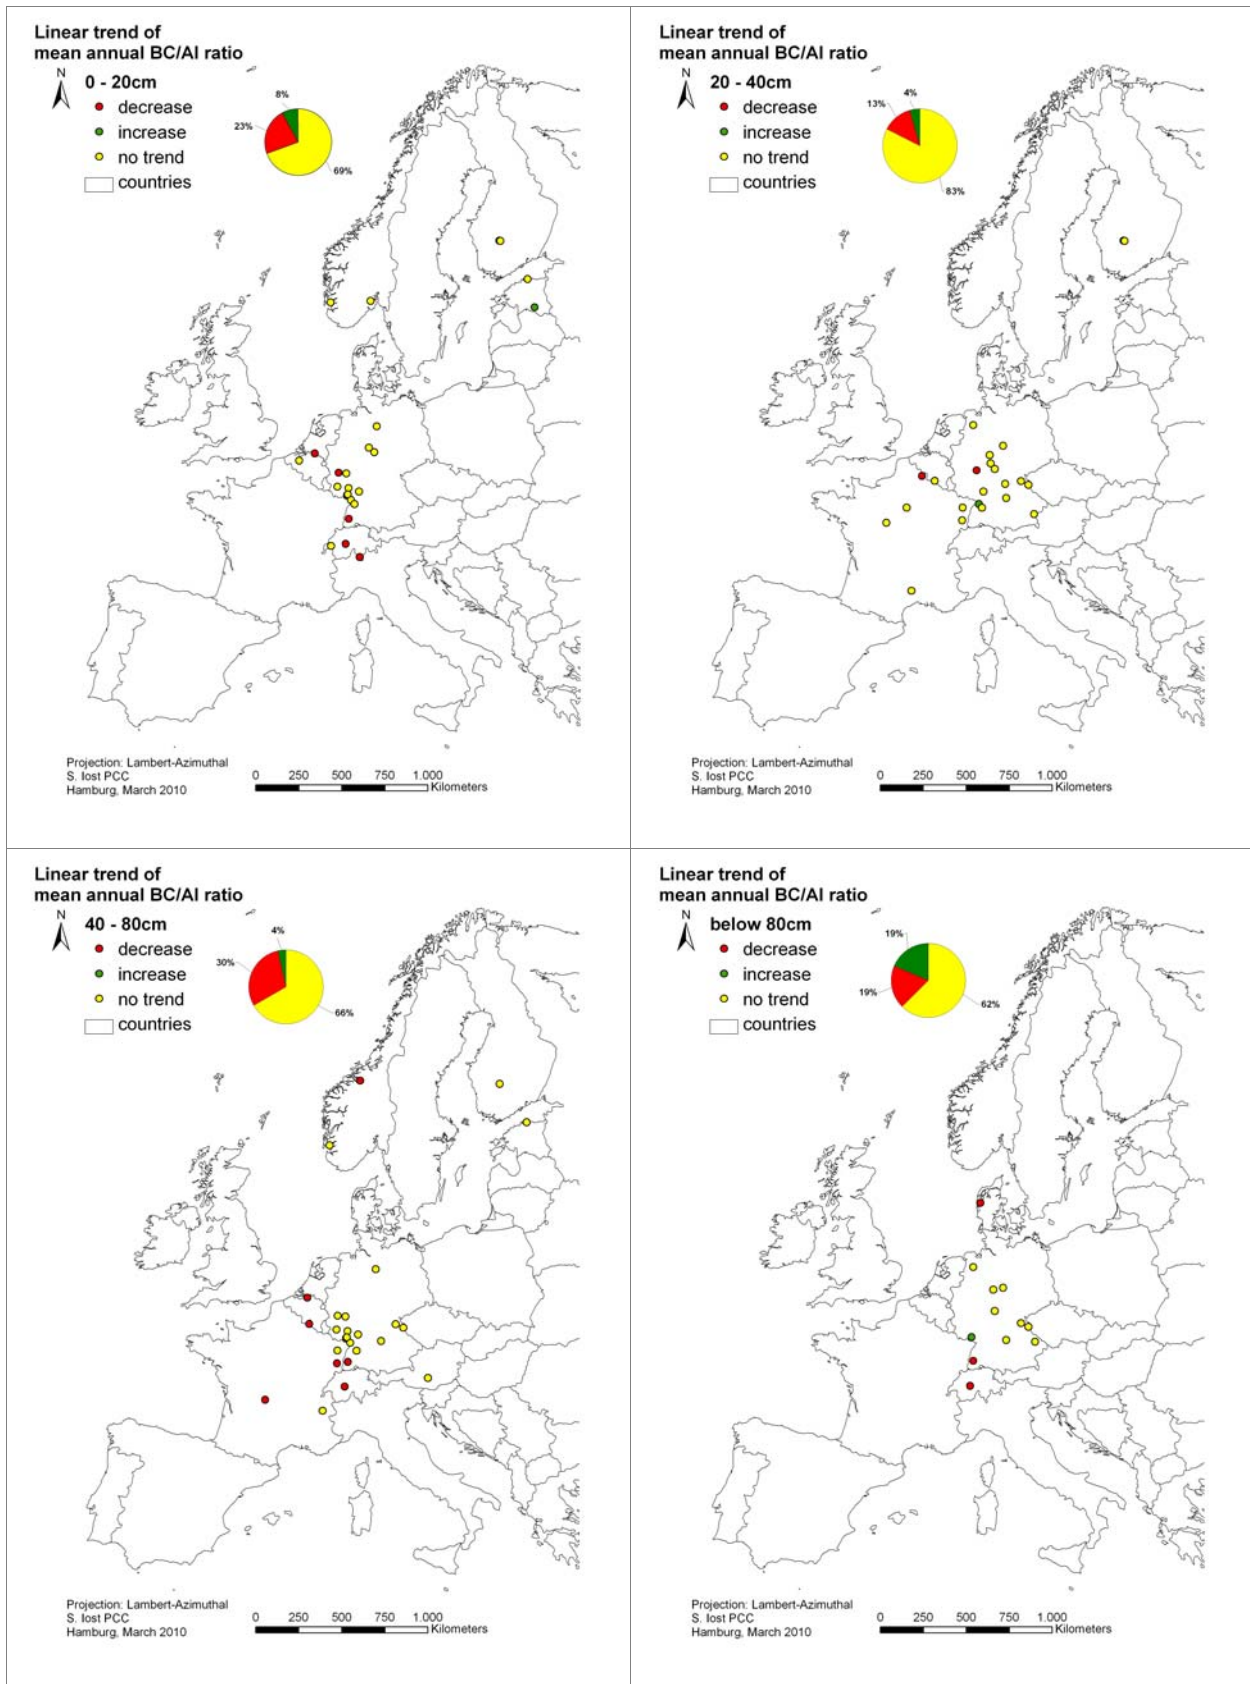 Linear trend of
mean annual BC/Al ratio
N
0 - 20cm
decrease
increase
no trend
countries
8%
23%
69%
Projection: Lambert-Azimuthal
S. Iost PCC
Hamburg, March 2010
0 250 500 750 1.000
Kilometers
Linear trend of
mean annual BC/Al ratio
N
20 - 40cm
decrease
increase
no trend
countries
4%
13%
83%
Projection: Lambert-Azimuthal
S. Iost PCC
Hamburg, March 2010
0 250 500 750 1.000
Kilometers
Linear trend of
mean annual BC/Al ratio
N
40 - 80cm
decrease
increase
no trend
countries
4%
30%
66%
Projection: Lambert-Azimuthal
S. Iost PCC
Hamburg, March 2010
0 250 500 750 1.000
Kilometers
Linear trend of
mean annual BC/Al ratio
N
below 80cm
decrease
increase
no trend
countries
19%
19%
62%
Projection: Lambert-Azimuthal
S. Iost PCC
Hamburg, March 2010
0 250 500 750 1.000
Kilometers